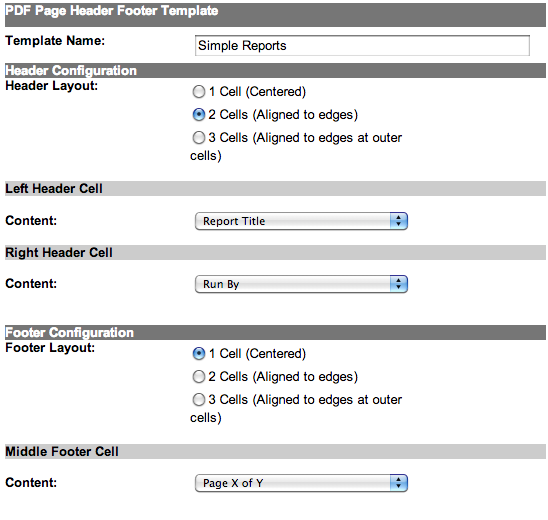 PDF Page Header Footer Template
Template Name:
Simple Reports
Header Configuration
Header Layout:
1 Cell (Centered)
2 Cells (Aligned to edges)
3 Cells (Aligned to edges at outer
cells)
Left Header Cell
Content:
Report Title
Right Header Cell
Content:
Run By
Footer Configuration
Footer Layout:
1 Cell (Centered)
2 Cells (Aligned to edges)
3 Cells (Aligned to edges at outer
cells)
Middle Footer Cell
Content:
Page X of Y